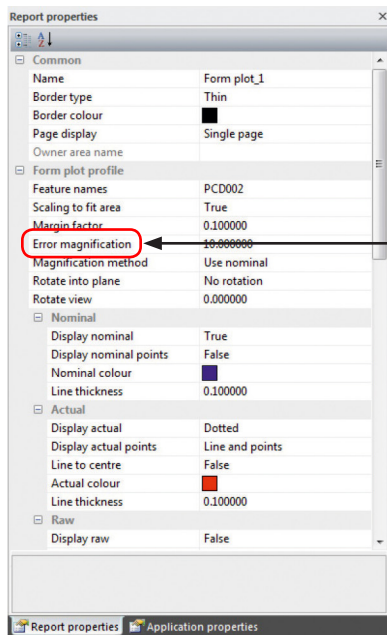 Report properties
Common
Name Form plot_1
Border type Thin
Border colour
Page display Single page
Owner area name
Form plot profile
Feature names PCD002
Scaling to fit area True
Margin factor 0.100000
Error magnification 10.000000
Magnification method Use nominal
Rotate into plane No rotation
Rotate view 0.000000
Nominal
Display nominal True
Display nominal points False
Nominal colour
Line thickness 0.100000
Actual
Display actual Dotted
Display actual points Line and points
Line to centre False
Actual colour
Line thickness 0.100000
Raw
Display raw False
Report properties Application properties